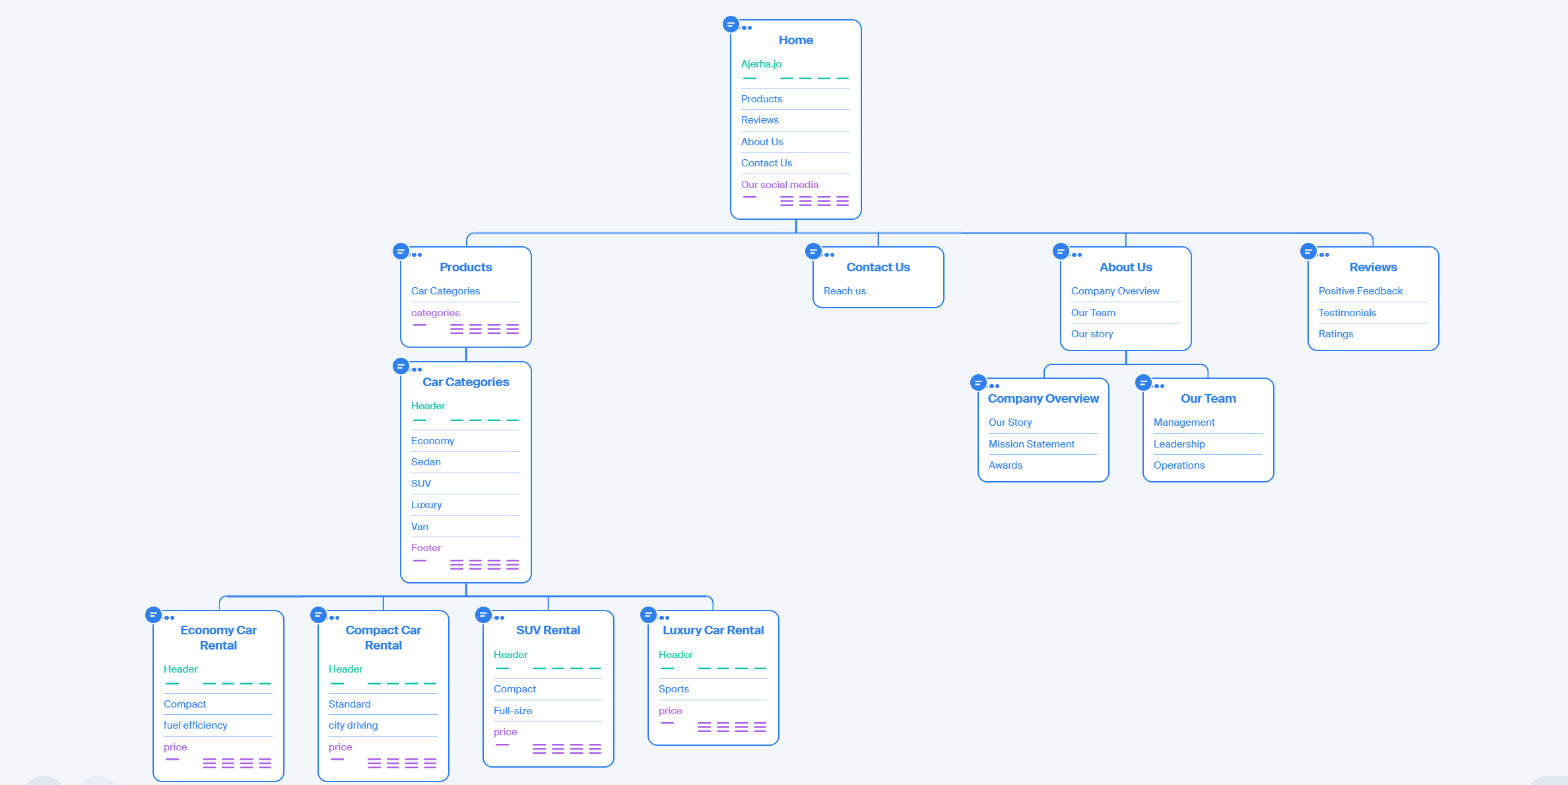 Home
Ajerha.jo
Products
Reviews
About Us
Contact Us
Our social media
Products
Car Categories
categories
Contact Us
Reach us
About Us
Company Overview
Our Team
Our story
Reviews
Positive Feedback
Testimonials
Ratings
Car Categories
Header
Economy
Sedan
SUV
Luxury
Van
Footer
Company Overview
Our Story
Mission Statement
Awards
Our Team
Management
Leadership
Operations
Economy Car
Rental
Header
Compact
fuel efficiency
price
Compact Car
Rental
Header
Standard
city driving
price
SUV Rental
Header
Compact
Full-size
price
Luxury Car Rental
Header
Sports
price